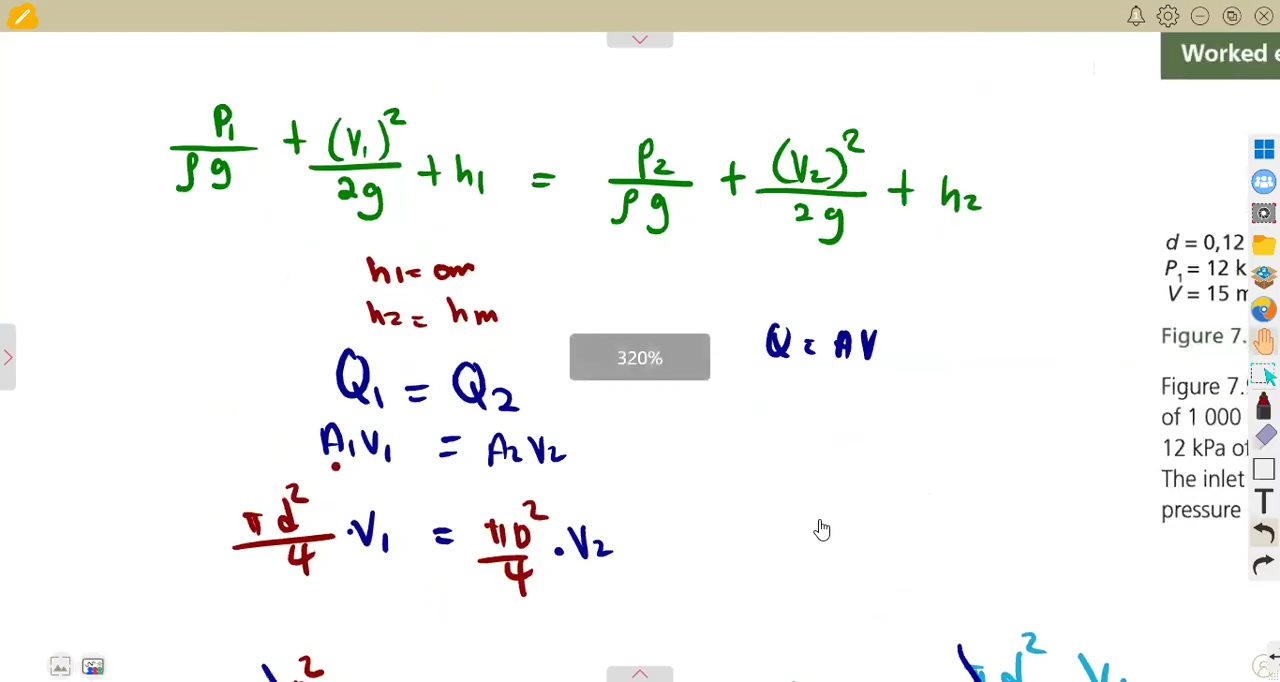 Worked e
P₁/ρg + (V₁)²/2g + h₁ = P₂/ρg + (V₂)²/2g + h₂
h1 = 0m
h2 = hm
Q₁ = Q₂
Q = AV
A₁V₁ = A₂V₂
πd²/4 · V₁ = πD²/4 · V₂
320%
d = 0,12
P₁ = 12 k
V = 15 m
Figure 7.
Figure 7.
of 1 000
12 kPa of
The inlet
pressure
T